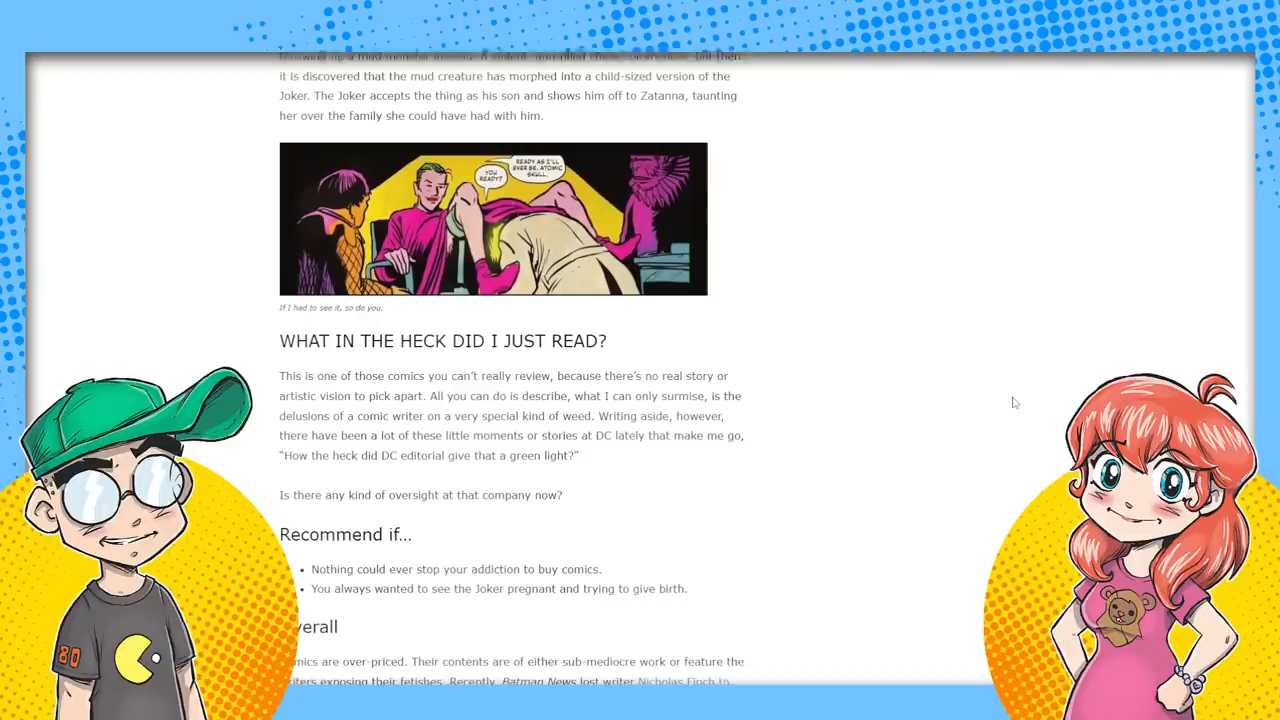 it is discovered that the mud creature has morphed into a child-sized version of the
Joker. The Joker accepts the thing as his son and shows him off to Zatanna, taunting
her over the family she could have had with him.
YOU READY?
READY AS I'LL EVER BE, ATOMIC SKULL.
If I had to see it, so do you.
WHAT IN THE HECK DID I JUST READ?
This is one of those comics you can't really review, because there's no real story or
artistic vision to pick apart. All you can do is describe, what I can only surmise, is the
delusions of a comic writer on a very special kind of weed. Writing aside, however,
there have been a lot of these little moments or stories at DC lately that make me go,
“How the heck did DC editorial give that a green light?”
Is there any kind of oversight at that company now?
Recommend if...
• Nothing could ever stop your addiction to buy comics.
• You always wanted to see the Joker pregnant and trying to give birth.
verall
mics are over-priced. Their contents are of either sub-mediocre work or feature the
riters exposing their fetishes. Recently, Batman News lost writer Nicholas Finch to
80